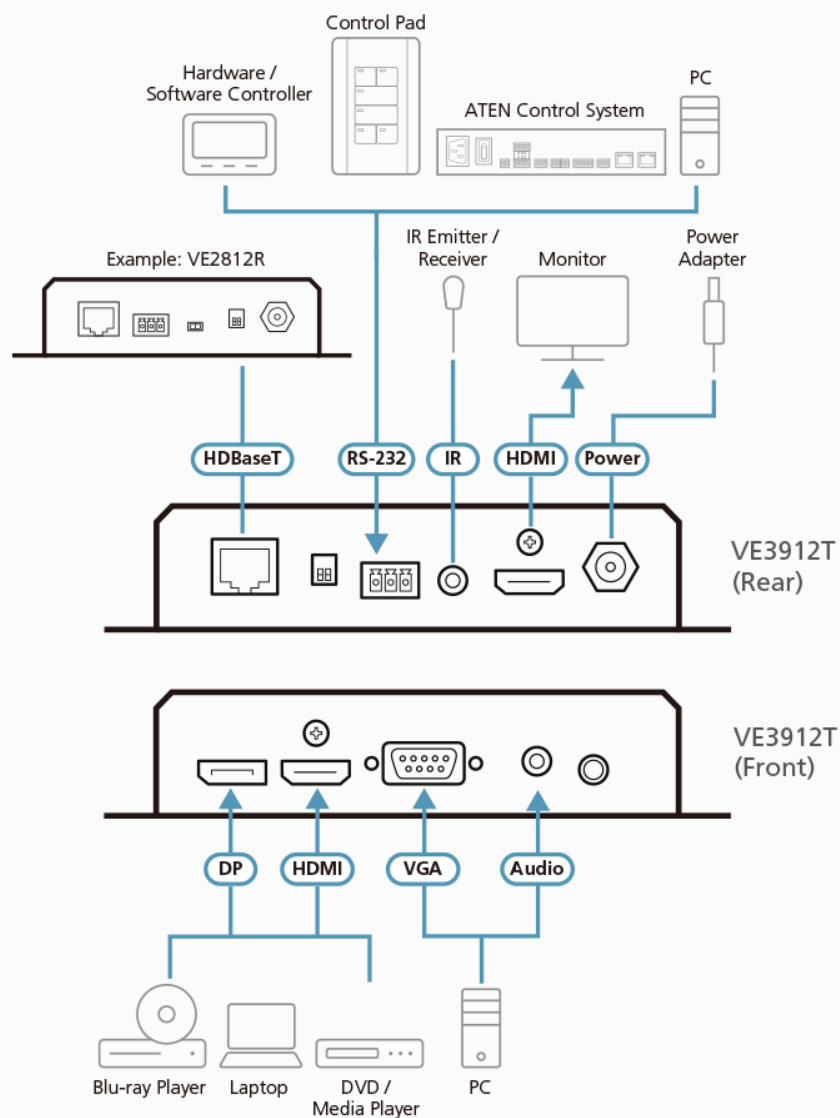 Control Pad
Hardware /
Software Controller
PC
ATEN Control System
Example: VE2812R
IR Emitter /
Receiver
Monitor
Power
Adapter
HDBaseT
RS-232
IR
HDMI
Power
VE3912T
(Rear)
VE3912T
(Front)
DP
HDMI
VGA
Audio
Blu-ray Player
Laptop
DVD /
Media Player
PC